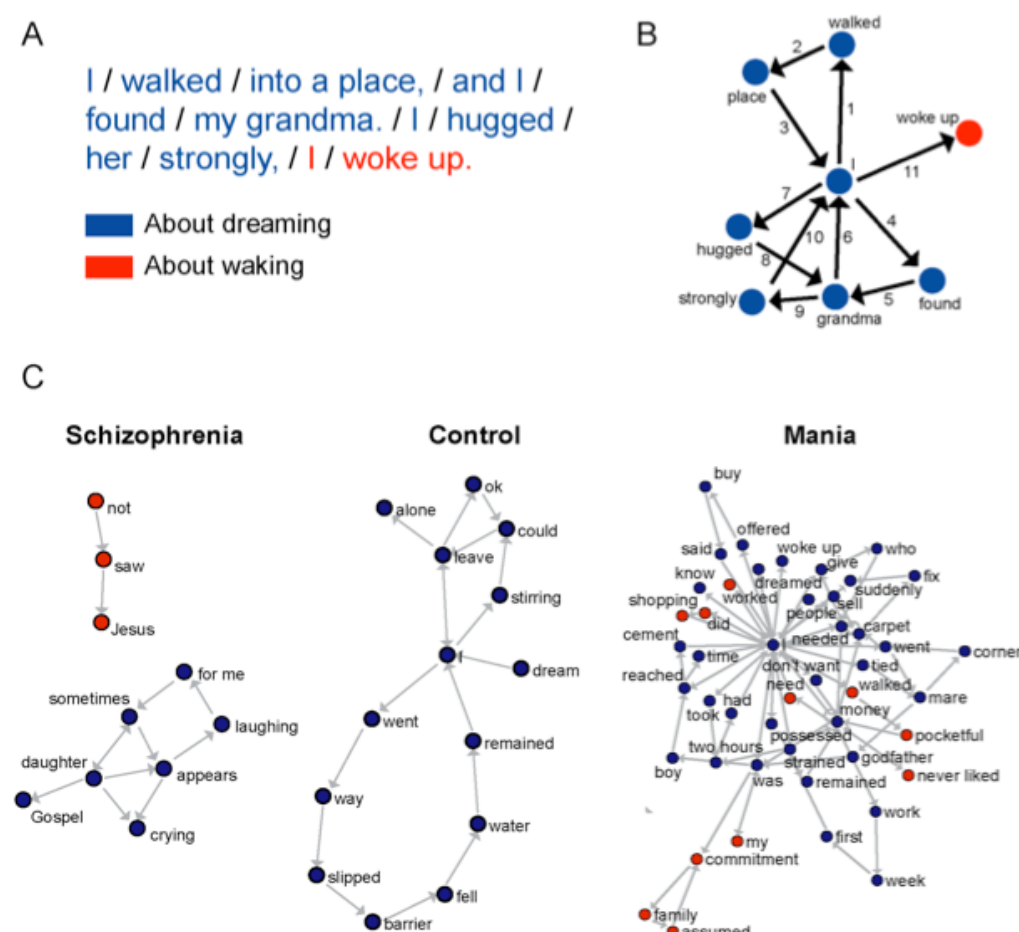 A
I / walked / into a place, / and I /
found / my grandma. / I / hugged /
her / strongly, / I / woke up.
About dreaming
About waking
B
walked
2
place
1
3
woke up
I
11
7
4
hugged
10
6
8
strongly
9
5
grandma
found
C
Schizophrenia
not
saw
Jesus
for me
sometimes
laughing
daughter
appears
Gospel
crying
Control
ok
alone
could
leave
stirring
I
dream
went
remained
way
water
slipped
fell
barrier
Mania
buy
offered
said
woke up
who
give
know
dreamed
fix
suddenly
worked
shopping
people
sell
did
needed
carpet
cement
went
corner
time
don't want
tied
reached
need
walked
had
mare
took
money
possessed
pocketful
two hours
strained
godfather
boy
was
remained
never liked
work
my
first
commitment
week
family
assumed